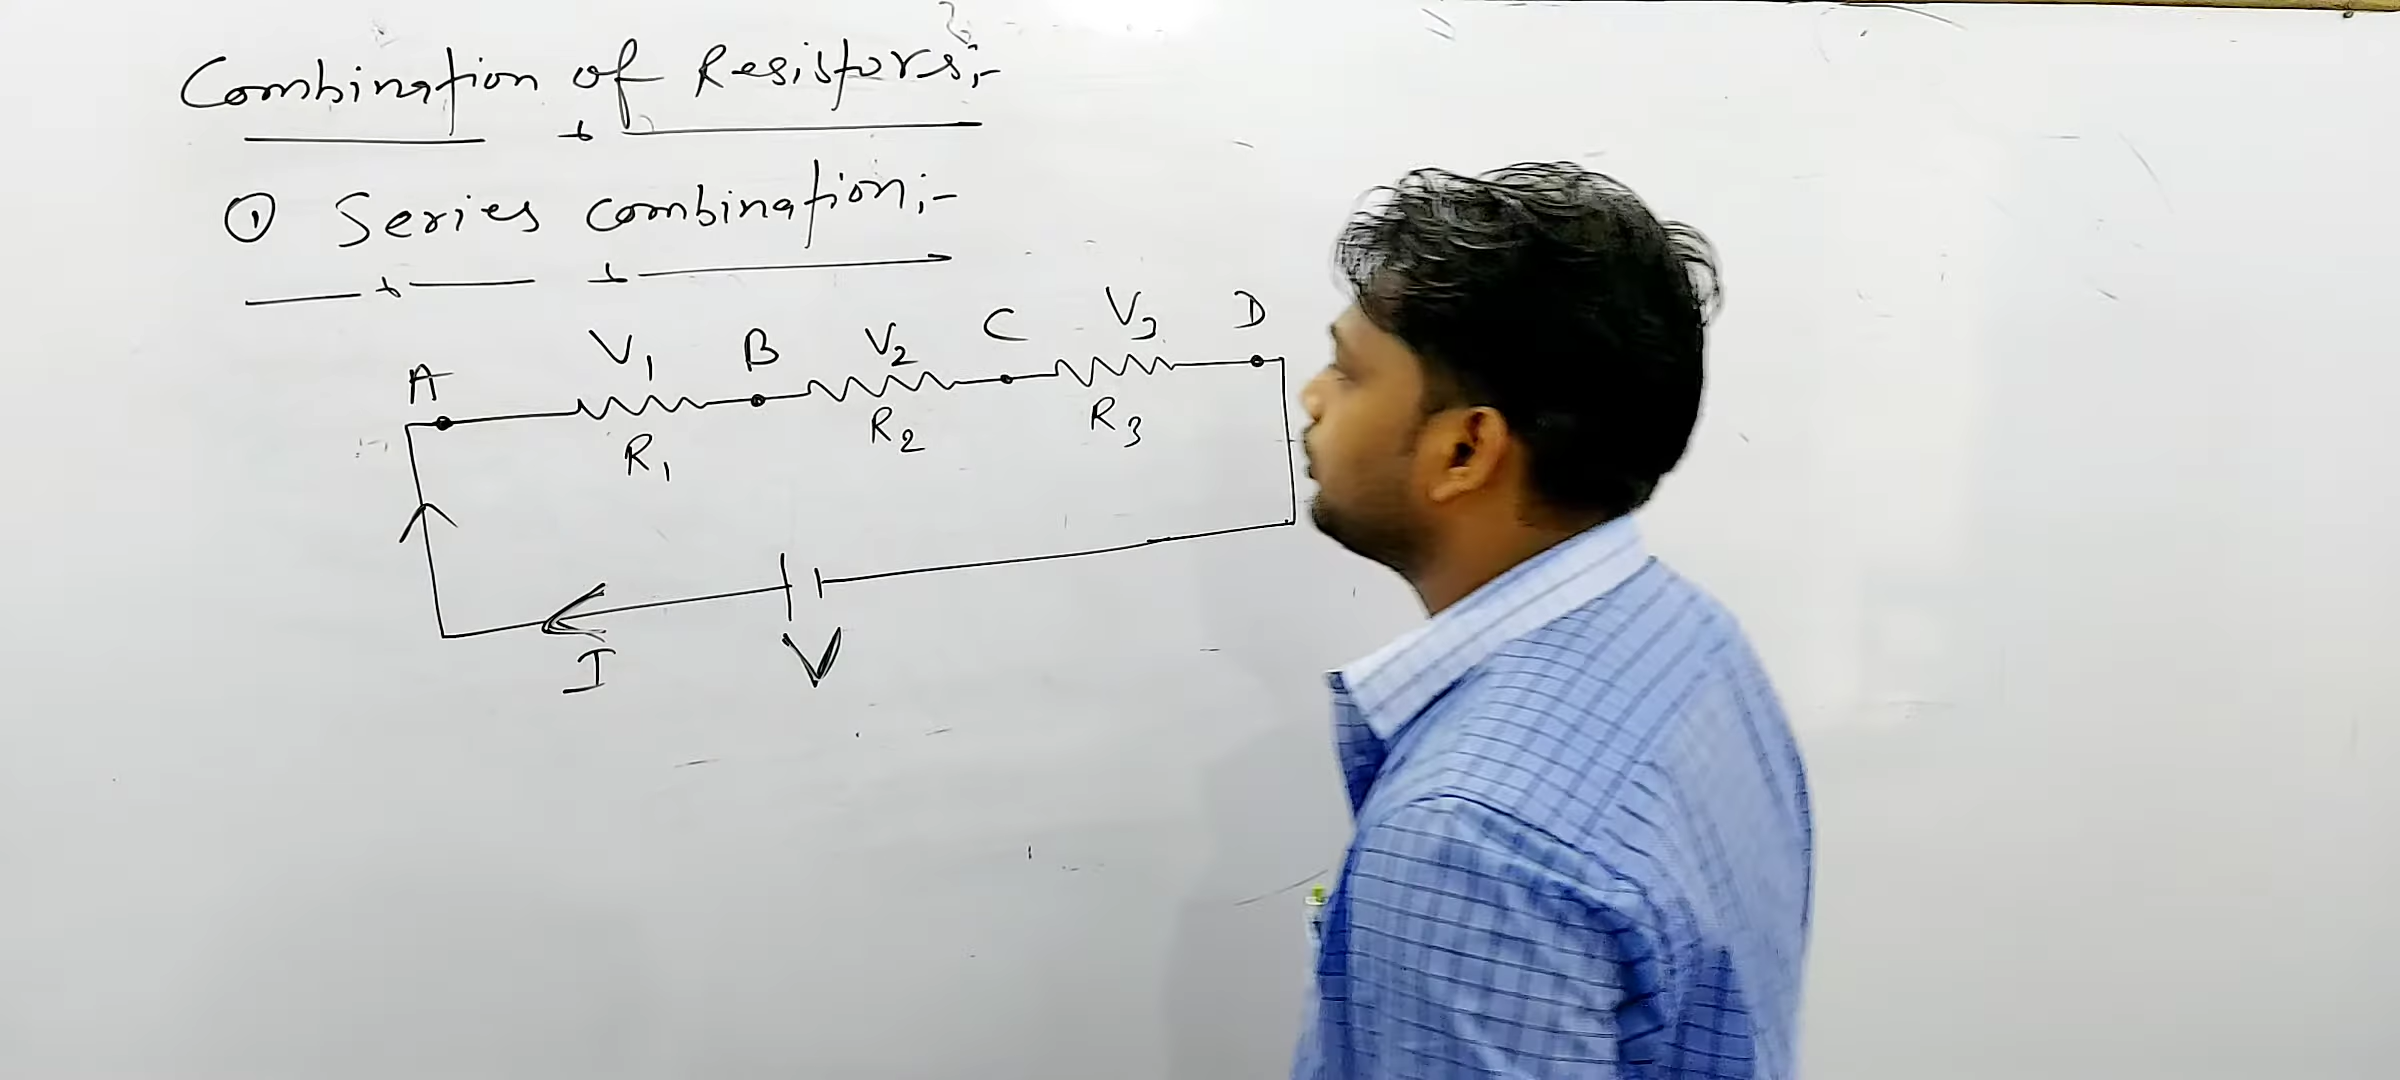 Combination of Resistors:-
① Series combination:-
A V₁ B V₂ C V₃ D
R₁ R₂ R₃
I V